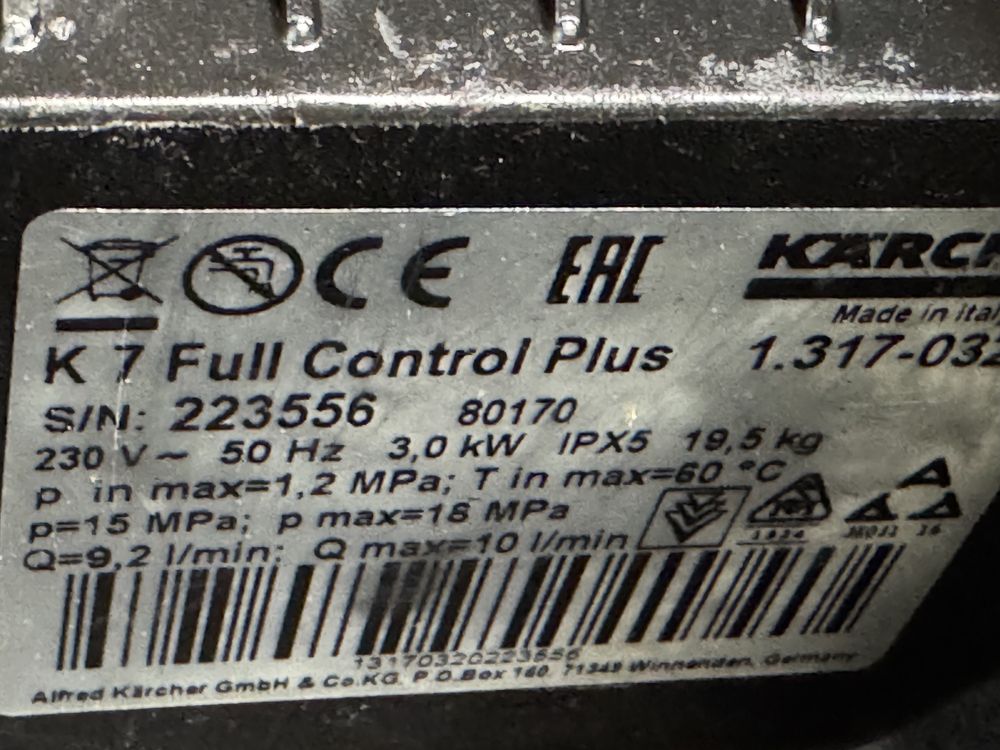 CE EAC KÄRCH
Made in Ital
K 7 Full Control Plus 1.317-032
S/N: 223556 80170
230 V~ 50 Hz 3,0 kW IPX5 19,5 kg
p in max=1,2 MPa; T in max=60 °C
p=15 MPa; p max=18 MPa
Q=9,2 l/min; Q max=10 l/min
13170320223556
Alfred Kärcher GmbH & Co.KG, P.O.Box 160, 71349 Winnenden, Germany